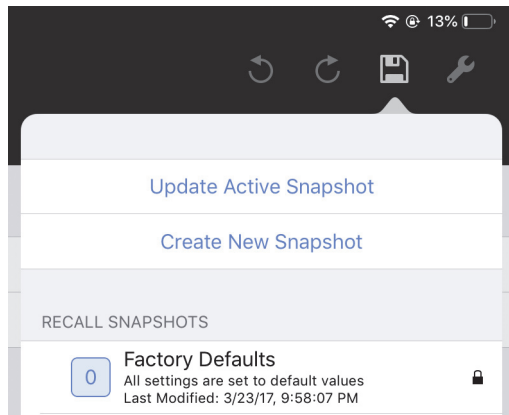 13%
Update Active Snapshot
Create New Snapshot
RECALL SNAPSHOTS
0
Factory Defaults
All settings are set to default values
Last Modified: 3/23/17, 9:58:07 PM